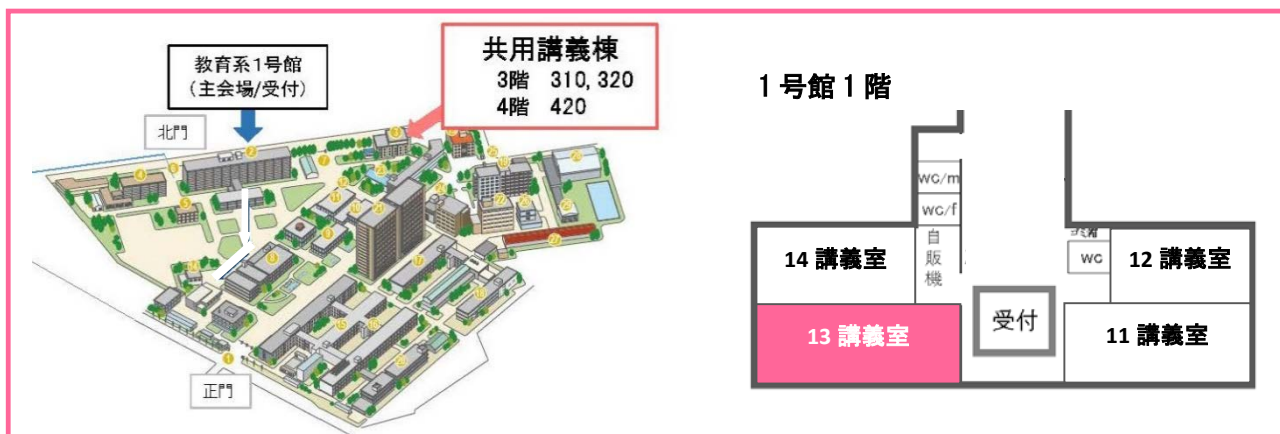 教育系1号館
(主会場/受付)
共用講義棟
3階 310, 320
4階 420
北門
正門
1号館1階
WC/m
WC/f
自
販
機
14 講義室
13 講義室
受付
WC
12 講義室
11 講義室